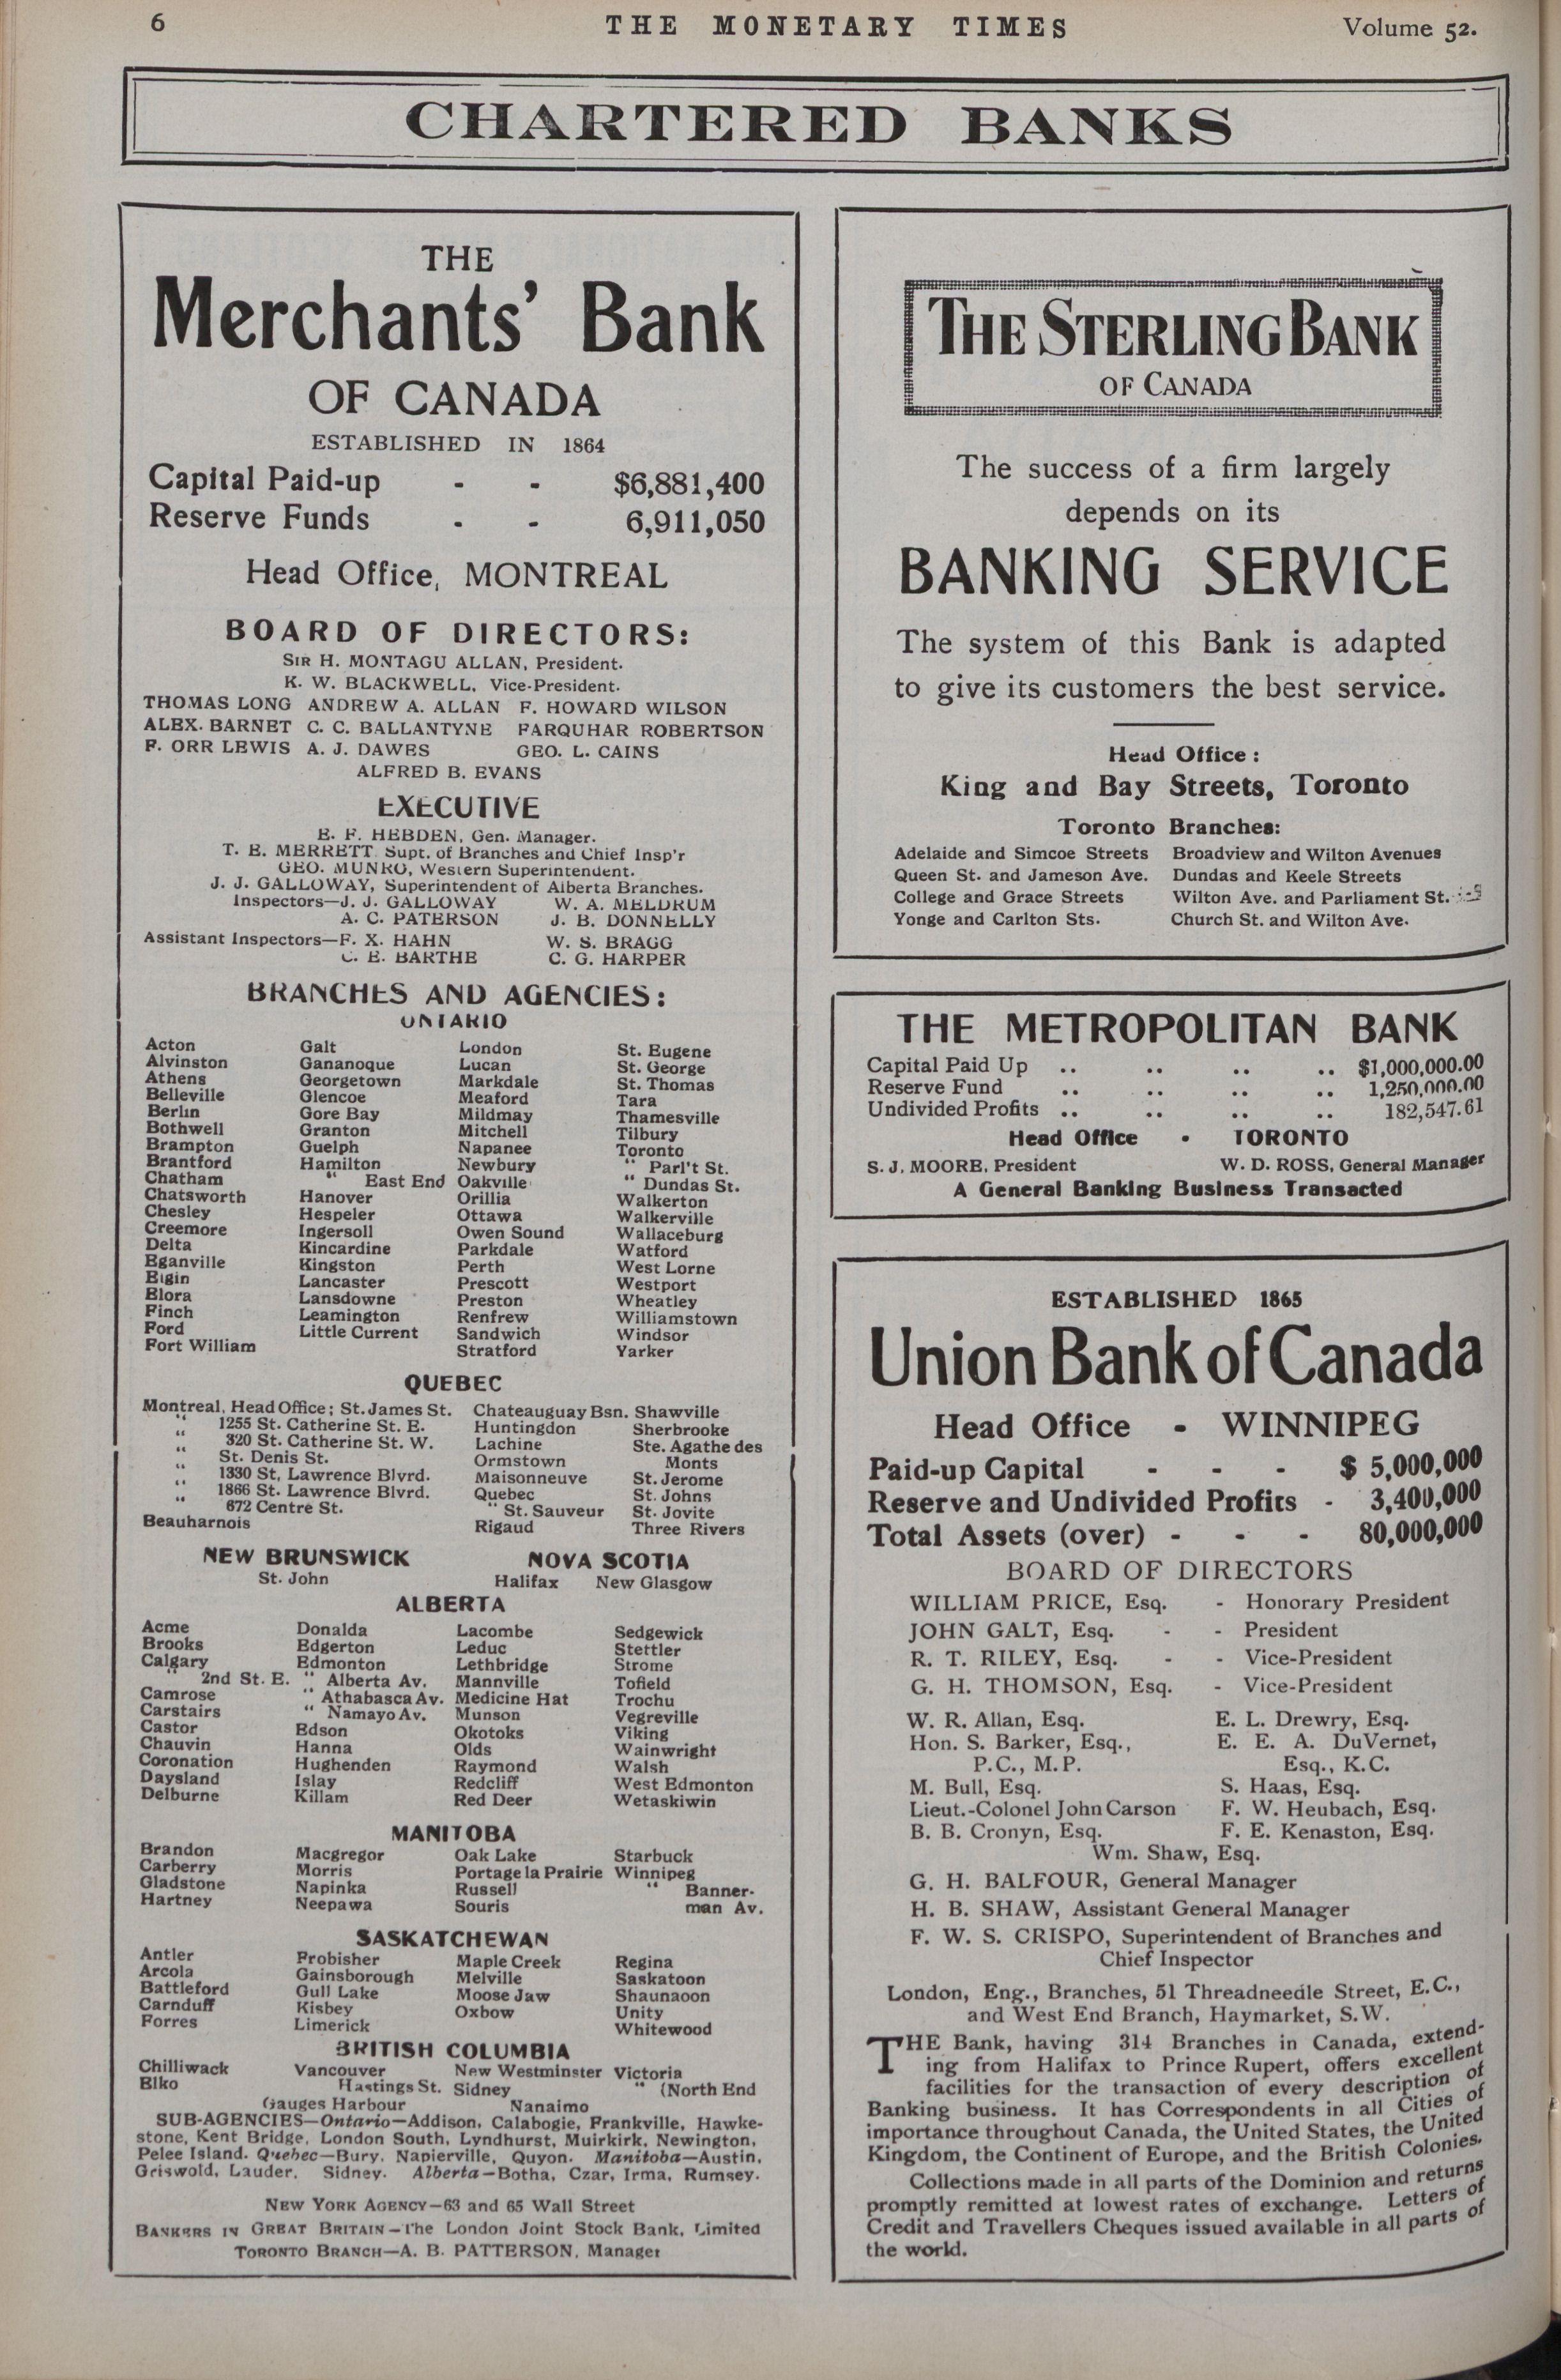 6 THE MONETARY TIMES Volume 52.
CHARTERED BANKS
THE
Merchants' Bank
OF CANADA
ESTABLISHED IN 1864
Capital Paid-up - - $6,881,400
Reserve Funds - - 6,911,050
Head Office, MONTREAL
BOARD OF DIRECTORS:
SIR H. MONTAGU ALLAN, President.
K. W. BLACKWELL, Vice-President.
THOMAS LONG ANDREW A. ALLAN F. HOWARD WILSON
ALEX. BARNET C. C. BALLANTYNE FARQUHAR ROBERTSON
F. ORR LEWIS A. J. DAWES GEO. L. CAINS
ALFRED B. EVANS
EXECUTIVE
E. F. HEBDEN, Gen. Manager.
T. E. MERRETT Supt. of Branches and Chief Insp'r
GEO. MUNRO, Western Superintendent.
J. J. GALLOWAY, Superintendent of Alberta Branches.
Inspectors—J. J. GALLOWAY W. A. MELDRUM
A. C. PATERSON J. B. DONNELLY
Assistant Inspectors—F. X. HAHN W. S. BRAGG
C. E. BARTHE C. G. HARPER
BRANCHES AND AGENCIES:
ONTARIO
Acton Galt London St. Eugene
Alvinston Gananoque Lucan St. George
Athens Georgetown Markdale St. Thomas
Belleville Glencoe Meaford Tara
Berlin Gore Bay Mildmay Thamesville
Bothwell Granton Mitchell Tilbury
Brampton Guelph Napanee Toronto
Brantford Hamilton Newbury " Parl't St.
Chatham " East End Oakville " Dundas St.
Chatsworth Hanover Orillia Walkerton
Chesley Hespeler Ottawa Walkerville
Creemore Ingersoll Owen Sound Wallaceburg
Delta Kincardine Parkdale Watford
Eganville Kingston Perth West Lorne
Elgin Lancaster Prescott Westport
Elora Lansdowne Preston Wheatley
Finch Leamington Renfrew Williamstown
Ford Little Current Sandwich Windsor
Fort William Stratford Yarker
QUEBEC
Montreal, Head Office; St. James St. Chateauguay Bsn. Shawville
" 1255 St. Catherine St. E. Huntingdon Sherbrooke
" 320 St. Catherine St. W. Lachine Ste. Agathe des
" St. Denis St. Ormstown Monts
" 1330 St, Lawrence Blvrd. Maisonneuve St. Jerome
" 1866 St. Lawrence Blvrd. Quebec St. Johns
" 672 Centre St. " St. Sauveur St. Jovite
Beauharnois Rigaud Three Rivers
NEW BRUNSWICK NOVA SCOTIA
St. John Halifax New Glasgow
ALBERTA
Acme Donalda Lacombe Sedgewick
Brooks Edgerton Leduc Stettler
Calgary Edmonton Lethbridge Strome
" 2nd St. E. " Alberta Av. Mannville Tofield
Camrose " Athabasca Av. Medicine Hat Trochu
Carstairs " Namayo Av. Munson Vegreville
Castor Edson Okotoks Viking
Chauvin Hanna Olds Wainwright
Coronation Hughenden Raymond Walsh
Daysland Islay Redcliff West Edmonton
Delburne Killam Red Deer Wetaskiwin
MANITOBA
Brandon Macgregor Oak Lake Starbuck
Carberry Morris Portage la Prairie Winnipeg
Gladstone Napinka Russell " Banner-
Hartney Neepawa Souris man Av.
SASKATCHEWAN
Antler Frobisher Maple Creek Regina
Arcola Gainsborough Melville Saskatoon
Battleford Gull Lake Moose Jaw Shaunaoon
Carnduff Kisbey Oxbow Unity
Forres Limerick Whitewood
BRITISH COLUMBIA
Chilliwack Vancouver New Westminster Victoria
Elko Hastings St. Sidney " (North End
Gauges Harbour Nanaimo
SUB-AGENCIES—Ontario—Addison, Calabogie, Frankville, Hawke-
stone, Kent Bridge, London South, Lyndhurst, Muirkirk, Newington,
Pelee Island. Quebec—Bury, Napierville, Quyon. Manitoba—Austin,
Griswold, Lauder, Sidney. Alberta—Botha, Czar, Irma, Rumsey.
NEW YORK AGENCY—63 and 65 Wall Street
BANKERS IN GREAT BRITAIN—The London Joint Stock Bank, Limited
TORONTO BRANCH—A. B. PATTERSON, Manager
THE STERLING BANK
OF CANADA
The success of a firm largely
depends on its
BANKING SERVICE
The system of this Bank is adapted
to give its customers the best service.
Head Office:
King and Bay Streets, Toronto
Toronto Branches:
Adelaide and Simcoe Streets Broadview and Wilton Avenues
Queen St. and Jameson Ave. Dundas and Keele Streets
College and Grace Streets Wilton Ave. and Parliament St.
Yonge and Carlton Sts. Church St. and Wilton Ave.
THE METROPOLITAN BANK
Capital Paid Up .. .. .. .. $1,000,000.00
Reserve Fund .. .. .. .. 1,250,000.00
Undivided Profits .. .. .. .. 182,547.61
Head Office • TORONTO
S. J. MOORE, President W. D. ROSS, General Manager
A General Banking Business Transacted
ESTABLISHED 1865
Union Bank of Canada
Head Office - WINNIPEG
Paid-up Capital - - - $ 5,000,000
Reserve and Undivided Profits - 3,400,000
Total Assets (over) - - - 80,000,000
BOARD OF DIRECTORS
WILLIAM PRICE, Esq. - Honorary President
JOHN GALT, Esq. - - President
R. T. RILEY, Esq. - - Vice-President
G. H. THOMSON, Esq. - Vice-President
W. R. Allan, Esq. E. L. Drewry, Esq.
Hon. S. Barker, Esq., E. E. A. DuVernet,
P.C., M.P. Esq., K.C.
M. Bull, Esq. S. Haas, Esq.
Lieut.-Colonel John Carson F. W. Heubach, Esq.
B. B. Cronyn, Esq. F. E. Kenaston, Esq.
Wm. Shaw, Esq.
G. H. BALFOUR, General Manager
H. B. SHAW, Assistant General Manager
F. W. S. CRISPO, Superintendent of Branches and
Chief Inspector
London, Eng., Branches, 51 Threadneedle Street, E.C.,
and West End Branch, Haymarket, S.W.
THE Bank, having 314 Branches in Canada, extend-
ing from Halifax to Prince Rupert, offers excellent
facilities for the transaction of every description of
Banking business. It has Correspondents in all Cities of
importance throughout Canada, the United States, the United
Kingdom, the Continent of Europe, and the British Colonies.
Collections made in all parts of the Dominion and returns
promptly remitted at lowest rates of exchange. Letters of
Credit and Travellers Cheques issued available in all parts of
the world.